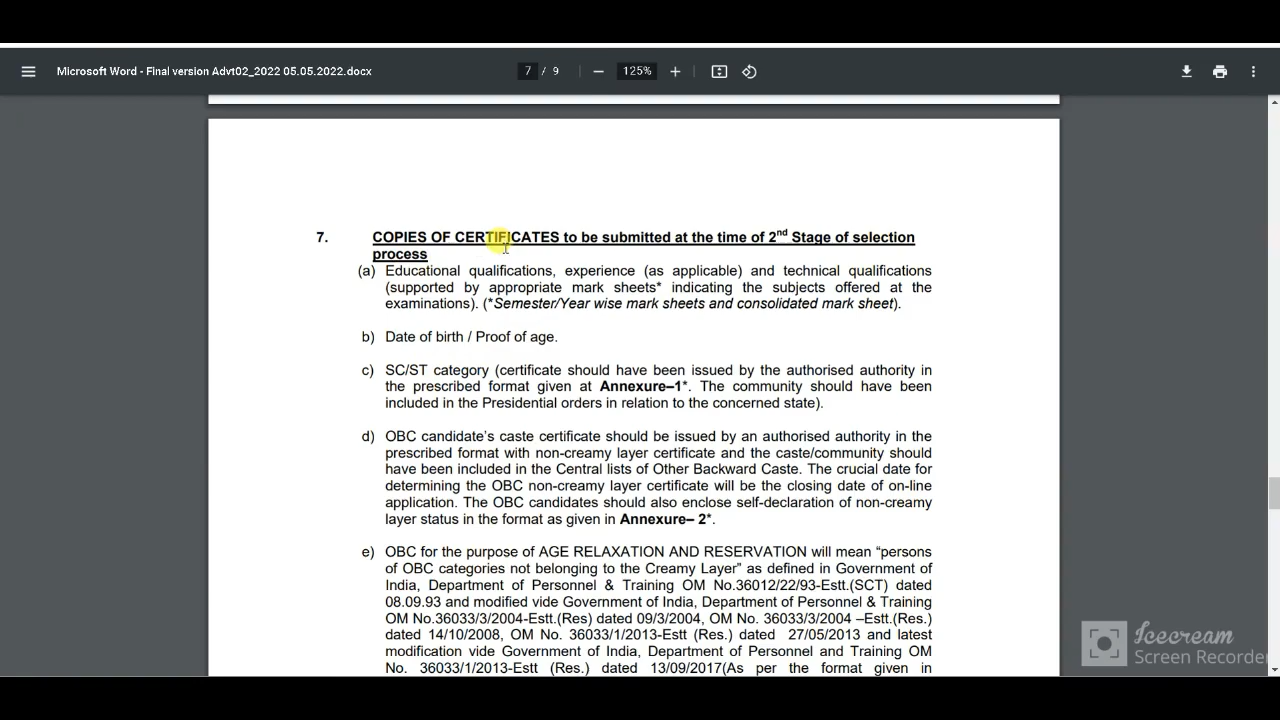 Microsoft Word - Final version Advt02_2022 05.05.2022.docx
7 / 9
125%
7. COPIES OF CERTIFICATES to be submitted at the time of 2nd Stage of selection
process
(a) Educational qualifications, experience (as applicable) and technical qualifications
(supported by appropriate mark sheets* indicating the subjects offered at the
examinations). (*Semester/Year wise mark sheets and consolidated mark sheet).
b) Date of birth / Proof of age.
c) SC/ST category (certificate should have been issued by the authorised authority in
the prescribed format given at Annexure–1*. The community should have been
included in the Presidential orders in relation to the concerned state).
d) OBC candidate's caste certificate should be issued by an authorised authority in the
prescribed format with non-creamy layer certificate and the caste/community should
have been included in the Central lists of Other Backward Caste. The crucial date for
determining the OBC non-creamy layer certificate will be the closing date of on-line
application. The OBC candidates should also enclose self-declaration of non-creamy
layer status in the format as given in Annexure– 2*.
e) OBC for the purpose of AGE RELAXATION AND RESERVATION will mean “persons
of OBC categories not belonging to the Creamy Layer” as defined in Government of
India, Department of Personnel & Training OM No.36012/22/93-Estt.(SCT) dated
08.09.93 and modified vide Government of India, Department of Personnel & Training
OM No.36033/3/2004-Estt.(Res) dated 09/3/2004, OM No. 36033/3/2004 –Estt.(Res.)
dated 14/10/2008, OM No. 36033/1/2013-Estt (Res.) dated 27/05/2013 and latest
modification vide Government of India, Department of Personnel and Training OM
No. 36033/1/2013-Estt (Res.) dated 13/09/2017(As per the format given in
Icecream
Screen Recorder